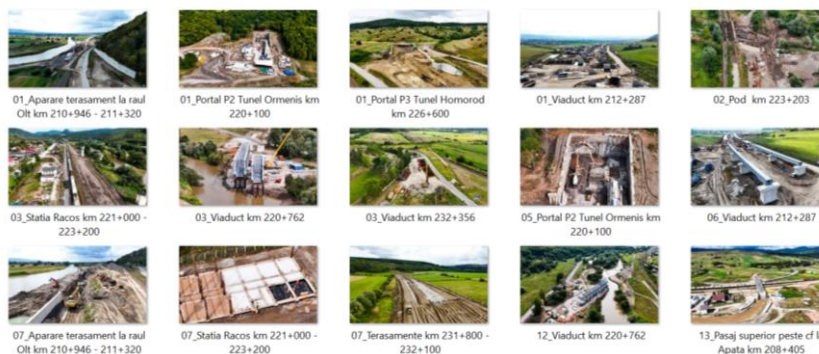 01_Aparare terasament la raul
Olt km 210+946 - 211+320
01_Portal P2 Tunel Ormenis km
220+100
01_Portal P3 Tunel Homorod
km 226+600
01_Viaduct km 212+287
02_Pod km 223+203
03_Statia Racos km 221+000 -
223+200
03_Viaduct km 220+762
03_Viaduct km 232+356
05_Portal P2 Tunel Ormenis km
220+100
06_Viaduct km 212+287
07_Aparare terasament la raul
Olt km 210+946 - 211+320
07_Statia Racos km 221+000 -
223+200
07_Terasamente km 231+800 -
232+100
12_Viaduct km 220+762
13_Pasaj superior peste cf l
Apata km 208+405